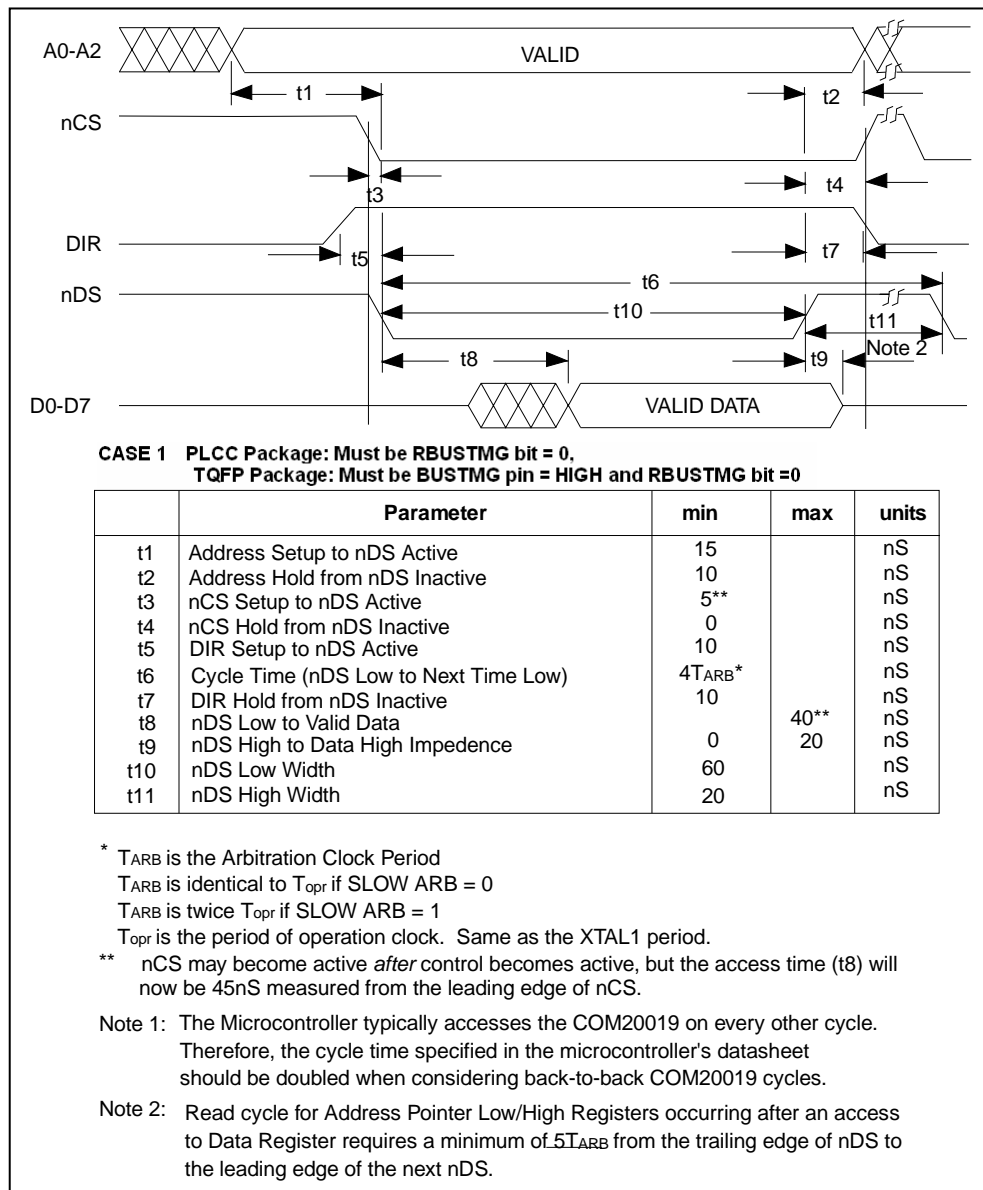 A0-A2
VALID
t1
t2
nCS
t3
t4
DIR
t5
t7
t6
nDS
t10
t11
Note 2
t8
t9
D0-D7
VALID DATA
CASE 1 PLCC Package: Must be RBUSTMG bit = 0,
TQFP Package: Must be BUSTMG pin = HIGH and RBUSTMG bit =0
Parameter min max units
t1 Address Setup to nDS Active 15 nS
t2 Address Hold from nDS Inactive 10 nS
t3 nCS Setup to nDS Active 5** nS
t4 nCS Hold from nDS Inactive 0 nS
t5 DIR Setup to nDS Active 10 nS
t6 Cycle Time (nDS Low to Next Time Low) 4TARB* nS
t7 DIR Hold from nDS Inactive 10 nS
t8 nDS Low to Valid Data 40** nS
t9 nDS High to Data High Impedence 0 20 nS
t10 nDS Low Width 60 nS
t11 nDS High Width 20 nS
* TARB is the Arbitration Clock Period
TARB is identical to Topr if SLOW ARB = 0
TARB is twice Topr if SLOW ARB = 1
Topr is the period of operation clock. Same as the XTAL1 period.
** nCS may become active after control becomes active, but the access time (t8) will
now be 45nS measured from the leading edge of nCS.
Note 1: The Microcontroller typically accesses the COM20019 on every other cycle.
Therefore, the cycle time specified in the microcontroller's datasheet
should be doubled when considering back-to-back COM20019 cycles.
Note 2: Read cycle for Address Pointer Low/High Registers occurring after an access
to Data Register requires a minimum of 5TARB from the trailing edge of nDS to
the leading edge of the next nDS.